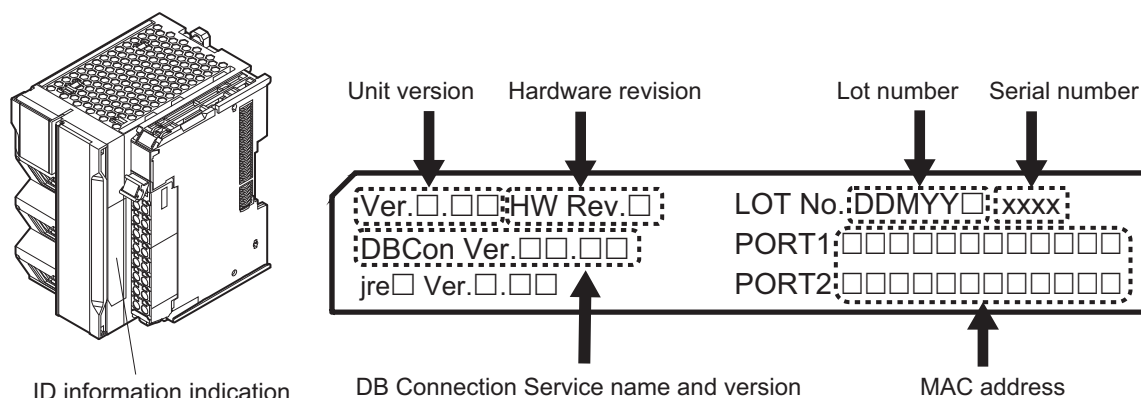 Unit version
Hardware revision
Lot number
Serial number
Ver.□.□□ HW Rev.□
LOT No. DDMYY□ xxxx
DBCon Ver.□□.□□
PORT1 □□□□□□□□□□□□
jre□ Ver.□.□□
PORT2 □□□□□□□□□□□□
ID information indication
DB Connection Service name and version
MAC address